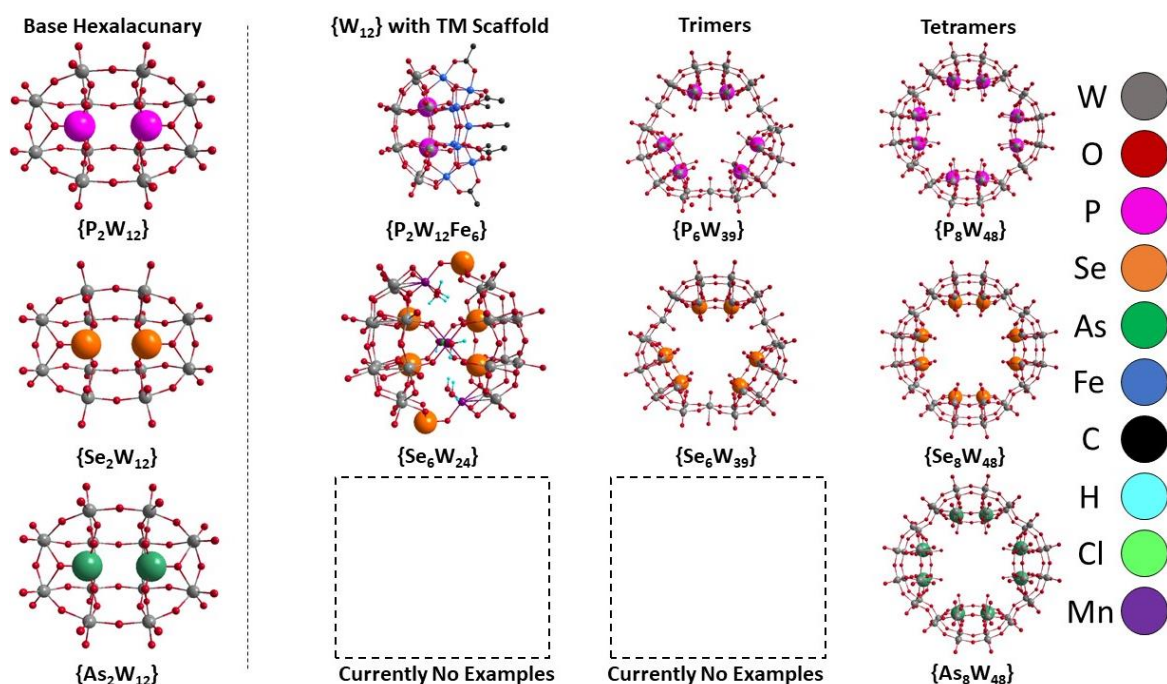 Base Hexalacunary
{W₁₂} with TM Scaffold
Trimers
Tetramers
{P₂W₁₂}
{P₂W₁₂Fe₆}
{P₆W₃₉}
{P₈W₄₈}
{Se₂W₁₂}
{Se₆W₂₄}
{Se₆W₃₉}
{Se₈W₄₈}
{As₂W₁₂}
Currently No Examples
Currently No Examples
{As₈W₄₈}
W
O
P
Se
As
Fe
C
H
Cl
Mn